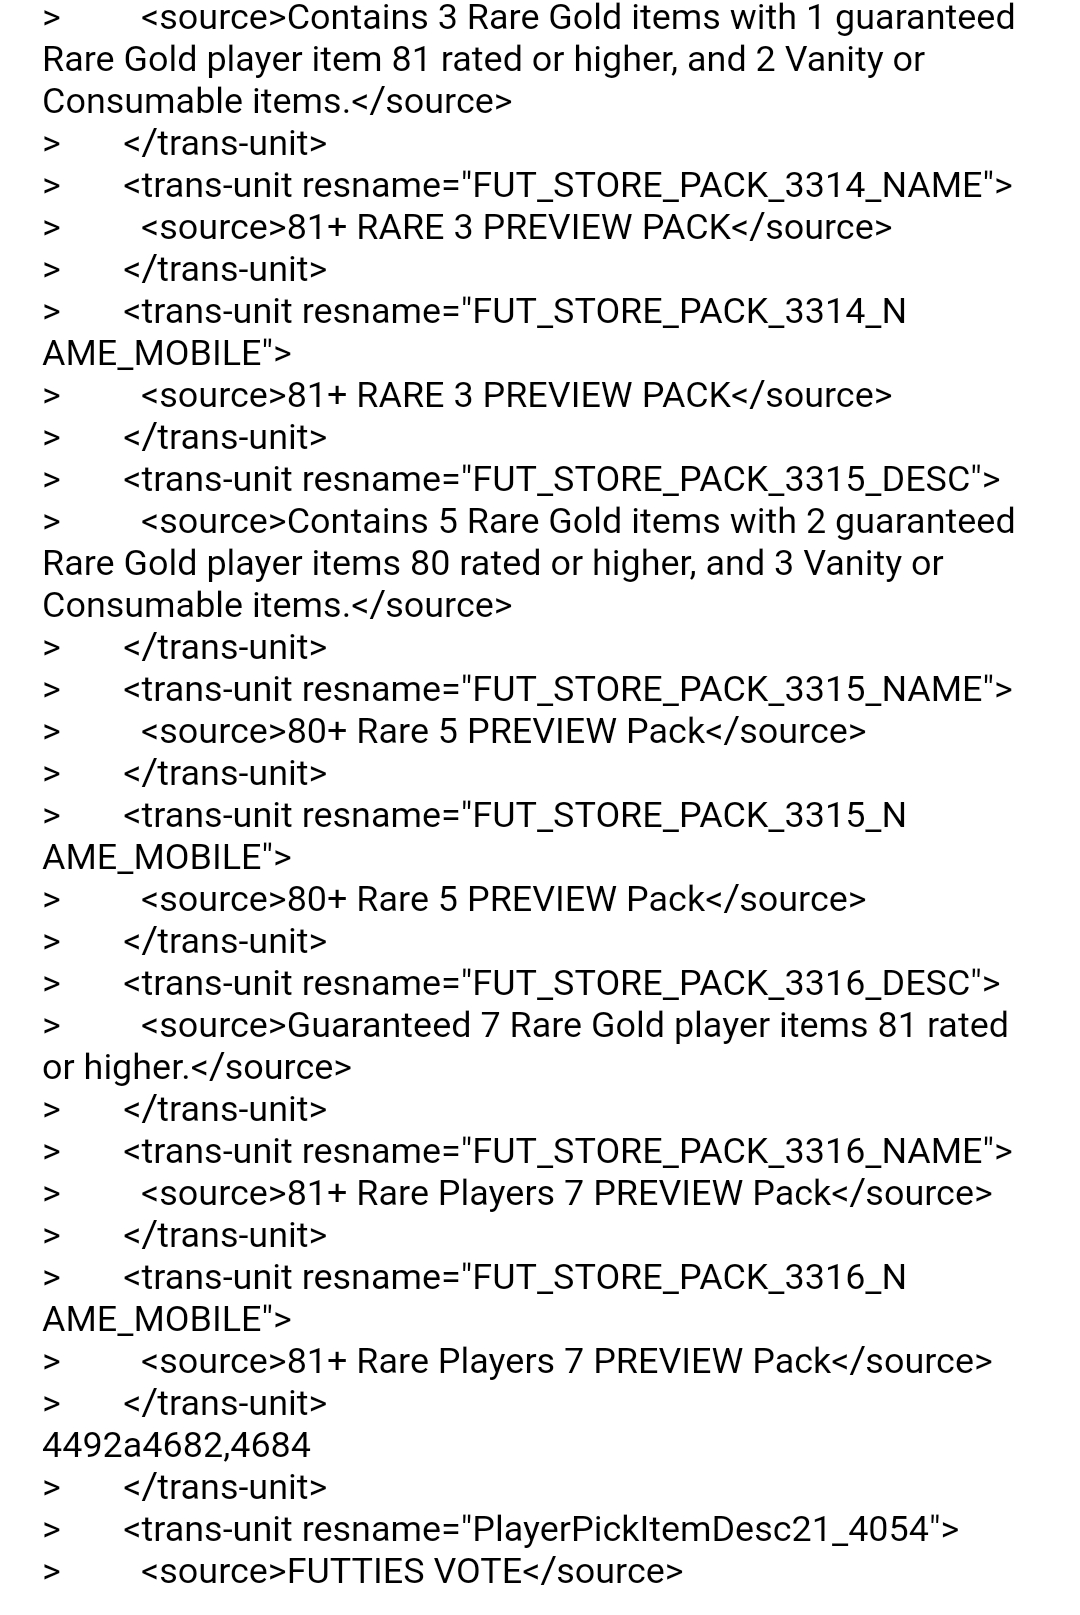 >         <source>Contains 3 Rare Gold items with 1 guaranteed
Rare Gold player item 81 rated or higher, and 2 Vanity or
Consumable items.</source>
>       </trans-unit>
>       <trans-unit resname="FUT_STORE_PACK_3314_NAME">
>         <source>81+ RARE 3 PREVIEW PACK</source>
>       </trans-unit>
>       <trans-unit resname="FUT_STORE_PACK_3314_N
AME_MOBILE">
>         <source>81+ RARE 3 PREVIEW PACK</source>
>       </trans-unit>
>       <trans-unit resname="FUT_STORE_PACK_3315_DESC">
>         <source>Contains 5 Rare Gold items with 2 guaranteed
Rare Gold player items 80 rated or higher, and 3 Vanity or
Consumable items.</source>
>       </trans-unit>
>       <trans-unit resname="FUT_STORE_PACK_3315_NAME">
>         <source>80+ Rare 5 PREVIEW Pack</source>
>       </trans-unit>
>       <trans-unit resname="FUT_STORE_PACK_3315_N
AME_MOBILE">
>         <source>80+ Rare 5 PREVIEW Pack</source>
>       </trans-unit>
>       <trans-unit resname="FUT_STORE_PACK_3316_DESC">
>         <source>Guaranteed 7 Rare Gold player items 81 rated
or higher.</source>
>       </trans-unit>
>       <trans-unit resname="FUT_STORE_PACK_3316_NAME">
>         <source>81+ Rare Players 7 PREVIEW Pack</source>
>       </trans-unit>
>       <trans-unit resname="FUT_STORE_PACK_3316_N
AME_MOBILE">
>         <source>81+ Rare Players 7 PREVIEW Pack</source>
>       </trans-unit>
4492a4682,4684
>       </trans-unit>
>       <trans-unit resname="PlayerPickItemDesc21_4054">
>         <source>FUTTIES VOTE</source>